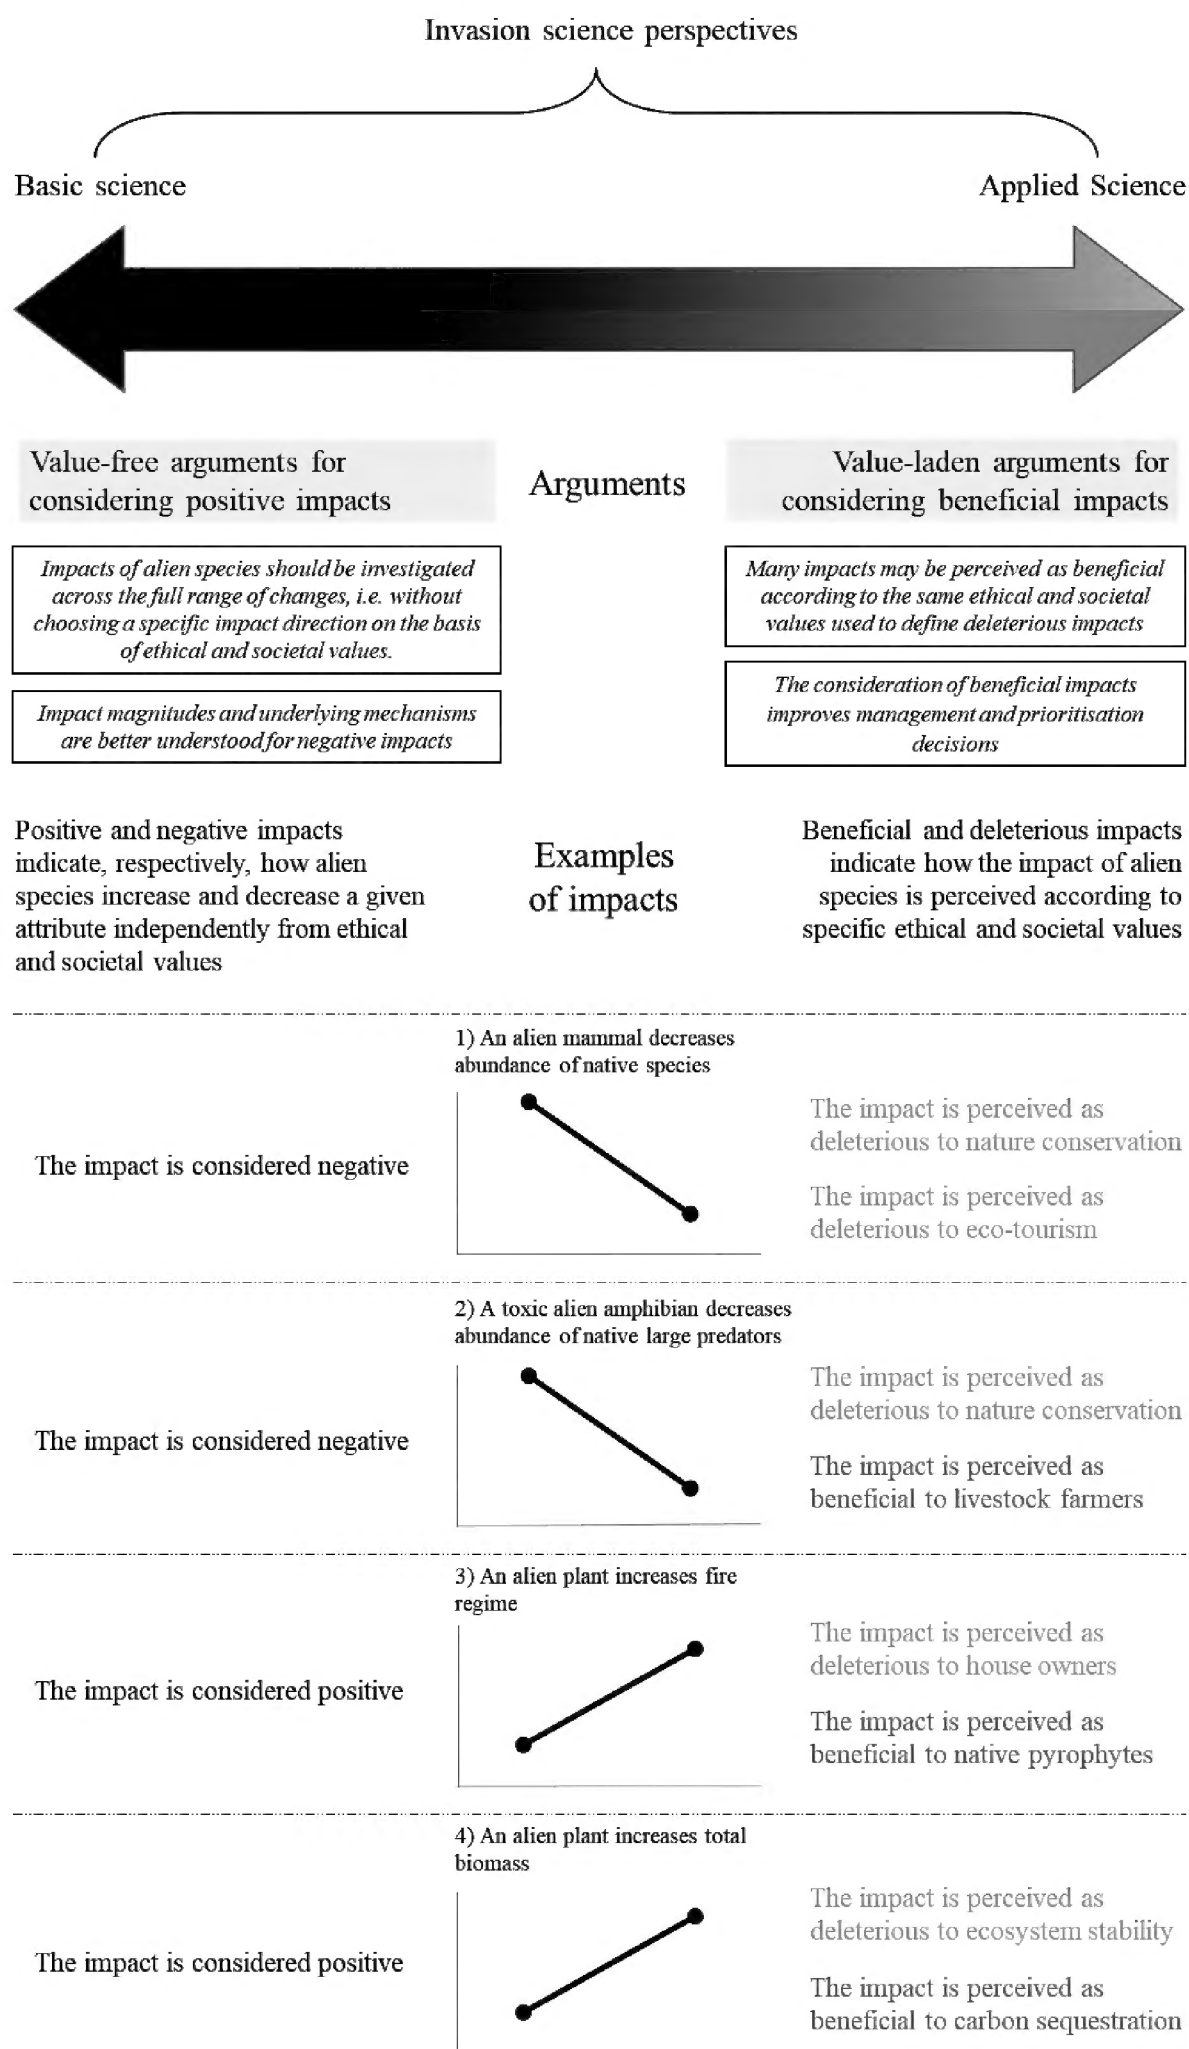 Invasion science perspectives
Basic science
Applied Science
Value-free arguments for
considering positive impacts
Arguments
Value-laden arguments for
considering beneficial impacts
Impacts of alien species should be investigated
across the full range of changes, i.e. without
choosing a specific impact direction on the basis
of ethical and societal values.
Impact magnitudes and underlying mechanisms
are better understood for negative impacts
Many impacts may be perceived as beneficial
according to the same ethical and societal
values used to define deleterious impacts
The consideration of beneficial impacts
improves management and prioritisation
decisions
Positive and negative impacts
indicate, respectively, how alien
species increase and decrease a given
attribute independently from ethical
and societal values
Examples
of impacts
Beneficial and deleterious impacts
indicate how the impact of alien
species is perceived according to
specific ethical and societal values
1) An alien mammal decreases
abundance of native species
The impact is considered negative
The impact is perceived as
deleterious to nature conservation
The impact is perceived as
deleterious to eco-tourism
2) A toxic alien amphibian decreases
abundance of native large predators
The impact is considered negative
The impact is perceived as
deleterious to nature conservation
The impact is perceived as
beneficial to livestock farmers
3) An alien plant increases fire
regime
The impact is considered positive
The impact is perceived as
deleterious to house owners
The impact is perceived as
beneficial to native pyrophytes
4) An alien plant increases total
biomass
The impact is considered positive
The impact is perceived as
deleterious to ecosystem stability
The impact is perceived as
beneficial to carbon sequestration